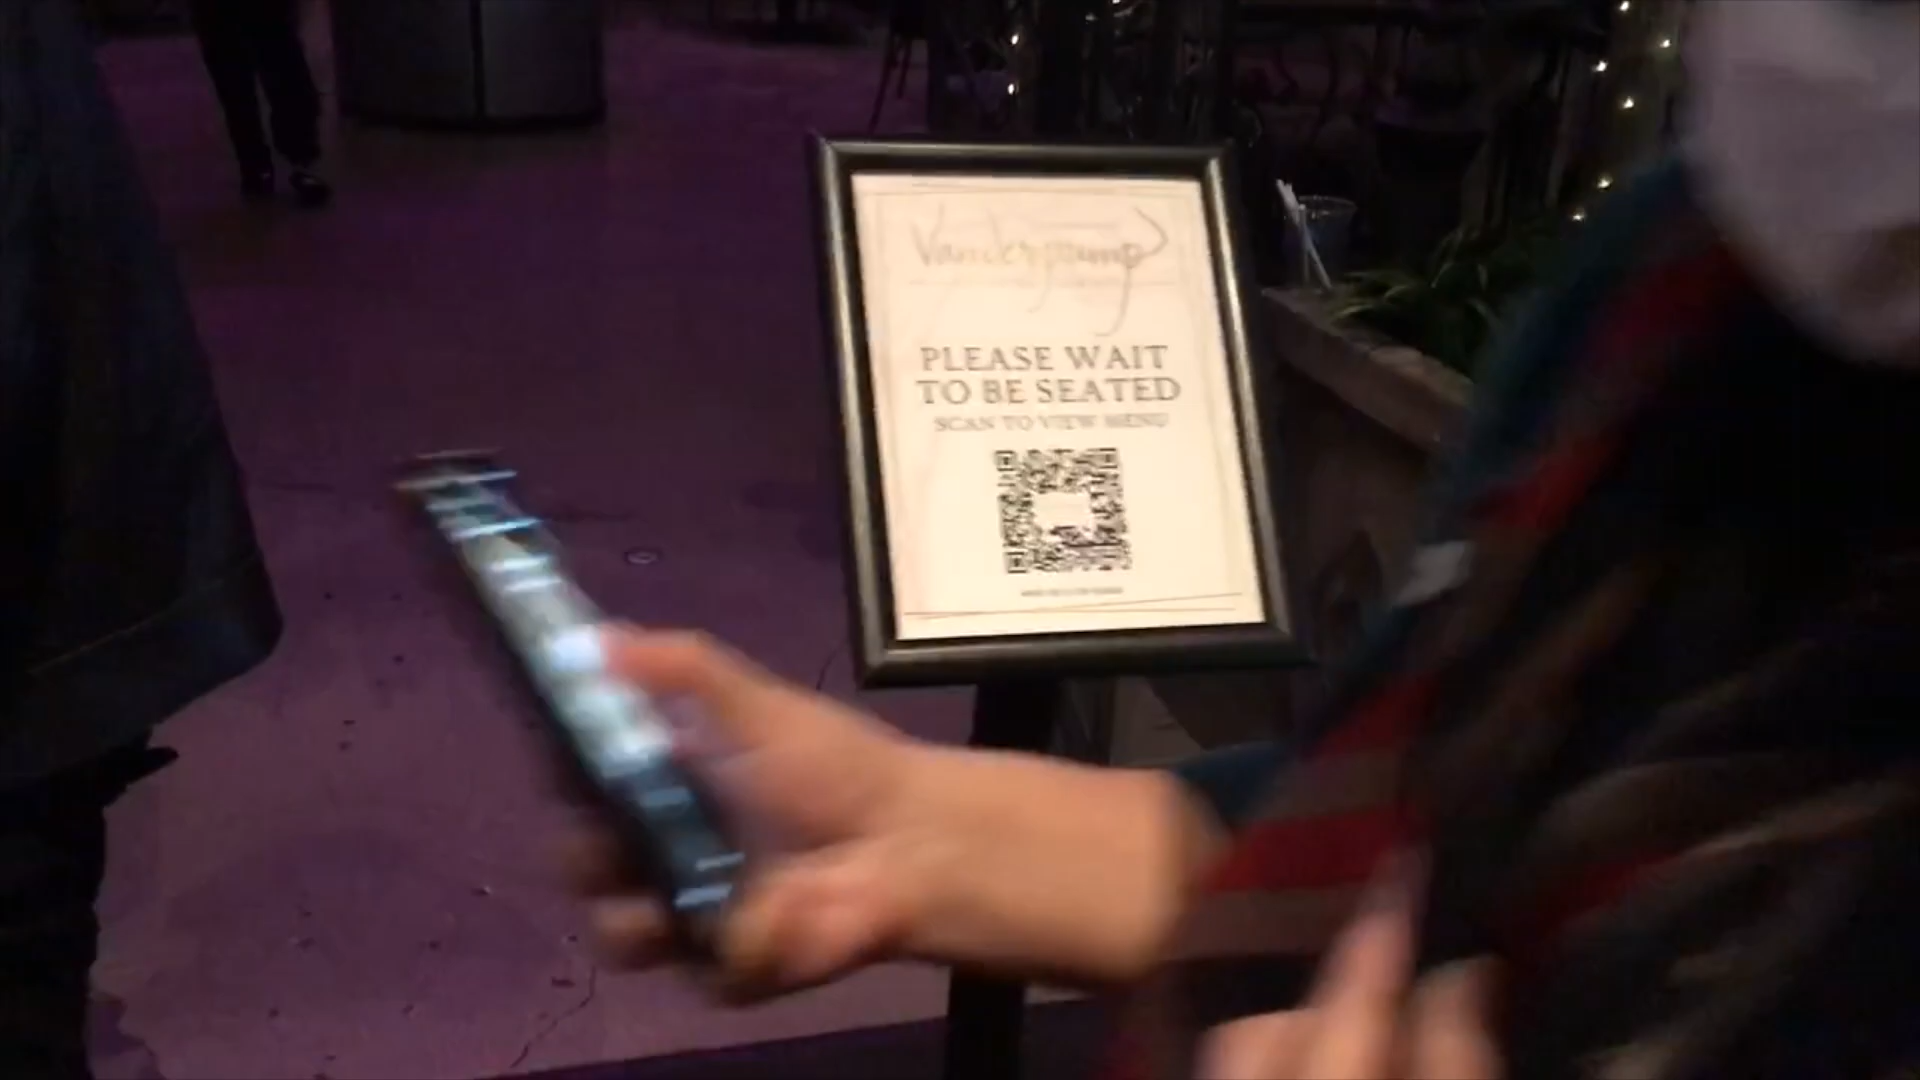 Vanderpump
PLEASE WAIT
TO BE SEATED
SCAN TO VIEW MENU